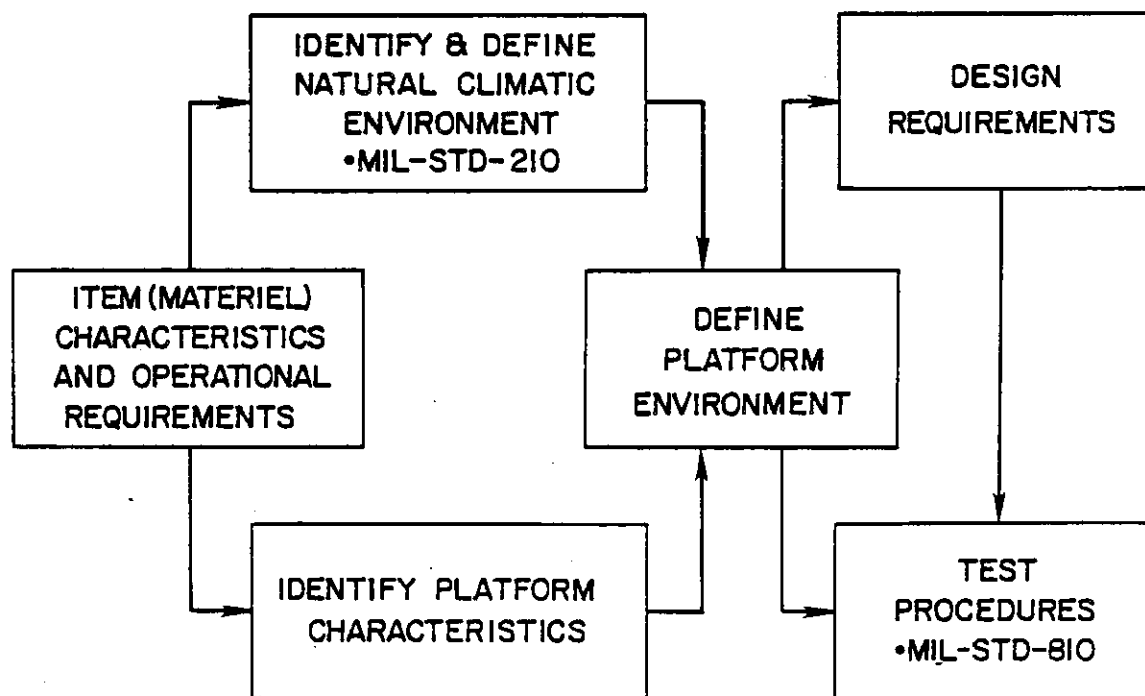 IDENTIFY & DEFINE
NATURAL CLIMATIC
ENVIRONMENT
•MIL-STD-210
DESIGN
REQUIREMENTS
ITEM (MATERIEL)
CHARACTERISTICS
AND OPERATIONAL
REQUIREMENTS
DEFINE
PLATFORM
ENVIRONMENT
IDENTIFY PLATFORM
CHARACTERISTICS
TEST
PROCEDURES
•MIL-STD-810